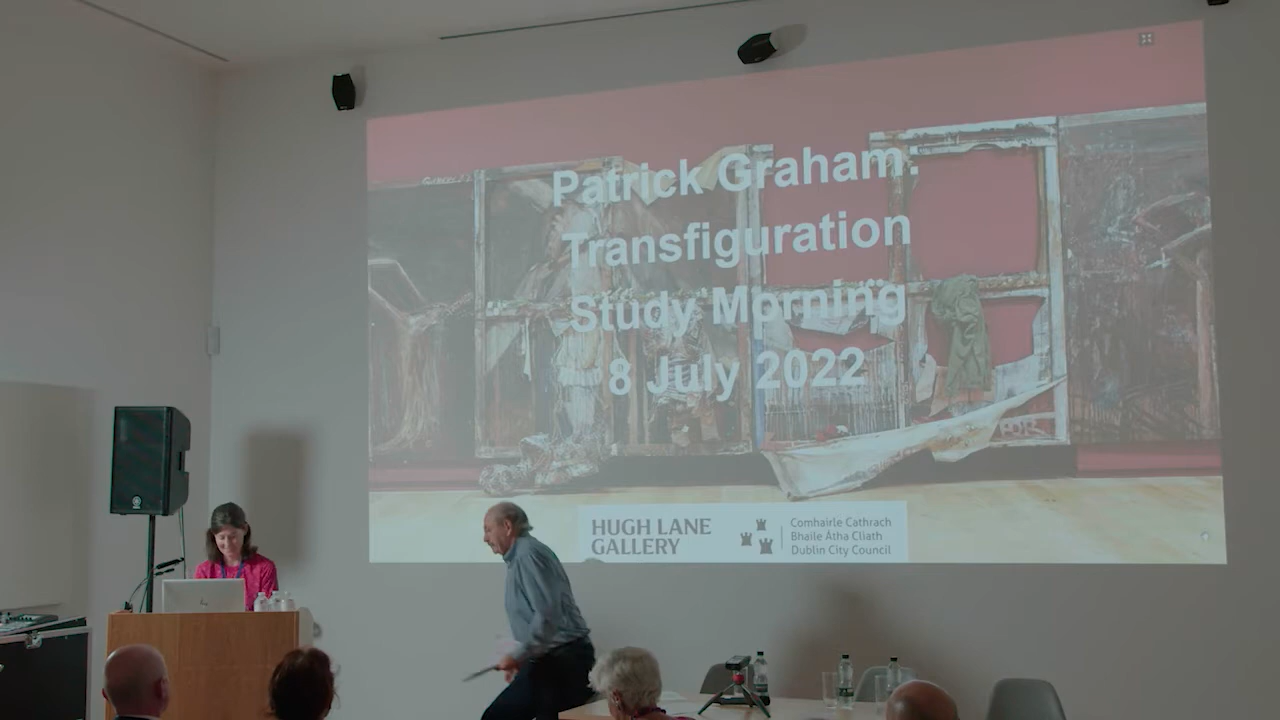 Patrick Graham:
Transfiguration
Study Morning
8 July 2022
HUGH LANE
GALLERY
Comhairle Cathrach
Bhaile Átha Cliath
Dublin City Council